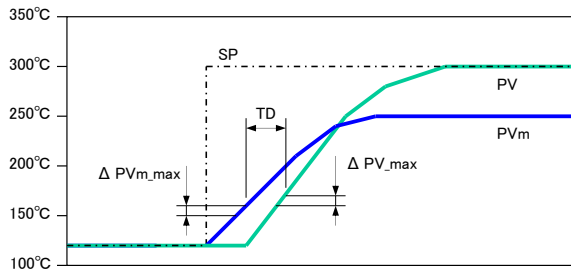 350℃
300℃
250℃
200℃
150℃
100℃
SP
TD
PV
PVm
Δ PVm_max
Δ PV_max